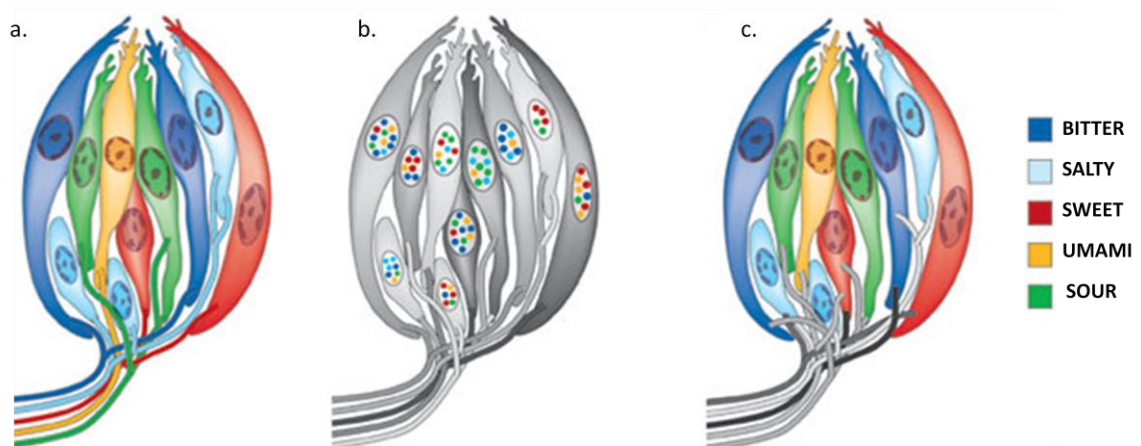 a.
b.
c.
BITTER
SALTY
SWEET
UMAMI
SOUR